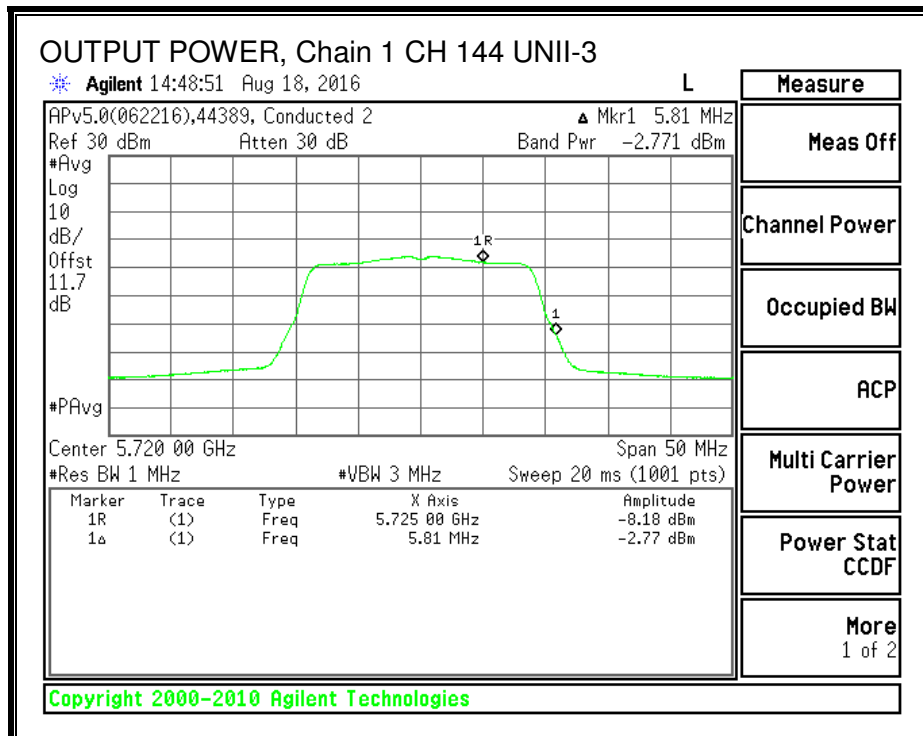 OUTPUT POWER, Chain 1 CH 144 UNII-3
Agilent 14:48:51 Aug 18, 2016 L
Measure
APv5.0(062216),44389, Conducted 2 Δ Mkr1 5.81 MHz
Ref 30 dBm Atten 30 dB Band Pwr -2.771 dBm
#Avg
Log
10
dB/
Offst
11.7
dB
#PAvg
1R
1
Center 5.720 00 GHz Span 50 MHz
#Res BW 1 MHz #VBW 3 MHz Sweep 20 ms (1001 pts)
Marker Trace Type X Axis Amplitude
1R (1) Freq 5.725 00 GHz -8.18 dBm
1Δ (1) Freq 5.81 MHz -2.77 dBm
Meas Off
Channel Power
Occupied BW
ACP
Multi Carrier
Power
Power Stat
CCDF
More
1 of 2
Copyright 2000-2010 Agilent Technologies